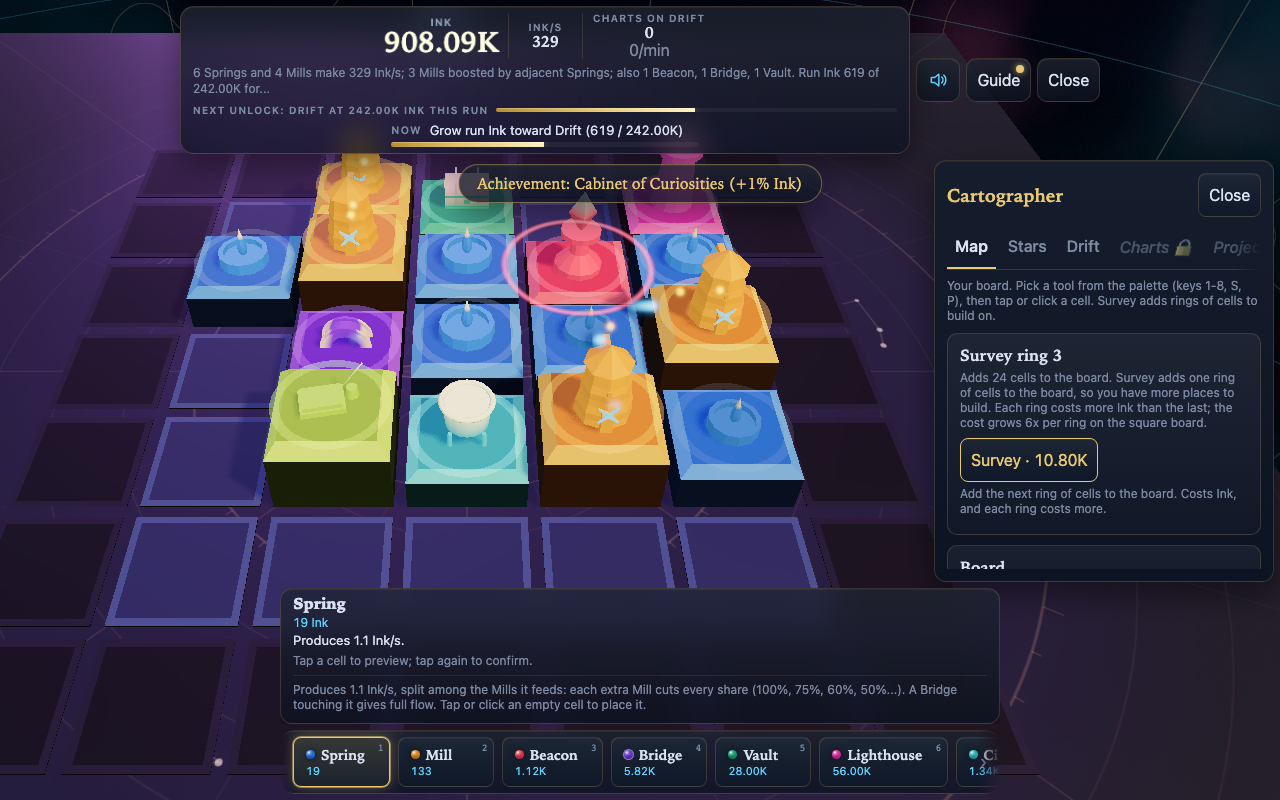 INK
908.09K
INK/S
329
CHARTS ON DRIFT
0
0/min
6 Springs and 4 Mills make 329 Ink/s; 3 Mills boosted by adjacent Springs; also 1 Beacon, 1 Bridge, 1 Vault. Run Ink 619 of
242.00K for...
NEXT UNLOCK: DRIFT AT 242.00K INK THIS RUN
NOW Grow run Ink toward Drift (619 / 242.00K)
Guide
Close
Achievement: Cabinet of Curiosities (+1% Ink)
Cartographer
Close
Map
Stars
Drift
Charts
Projec
Your board. Pick a tool from the palette (keys 1-8, S,
P), then tap or click a cell. Survey adds rings of cells to
build on.
Survey ring 3
Adds 24 cells to the board. Survey adds one ring
of cells to the board, so you have more places to
build. Each ring costs more Ink than the last; the
cost grows 6x per ring on the square board.
Survey · 10.80K
Add the next ring of cells to the board. Costs Ink,
and each ring costs more.
Board
Spring
19 Ink
Produces 1.1 Ink/s.
Tap a cell to preview; tap again to confirm.
Produces 1.1 Ink/s, split among the Mills it feeds: each extra Mill cuts every share (100%, 75%, 60%, 50%...). A Bridge
touching it gives full flow. Tap or click an empty cell to place it.
Spring 1
19
Mill 2
133
Beacon 3
1.12K
Bridge 4
5.82K
Vault 5
28.00K
Lighthouse 6
56.00K
Ci
1.34K